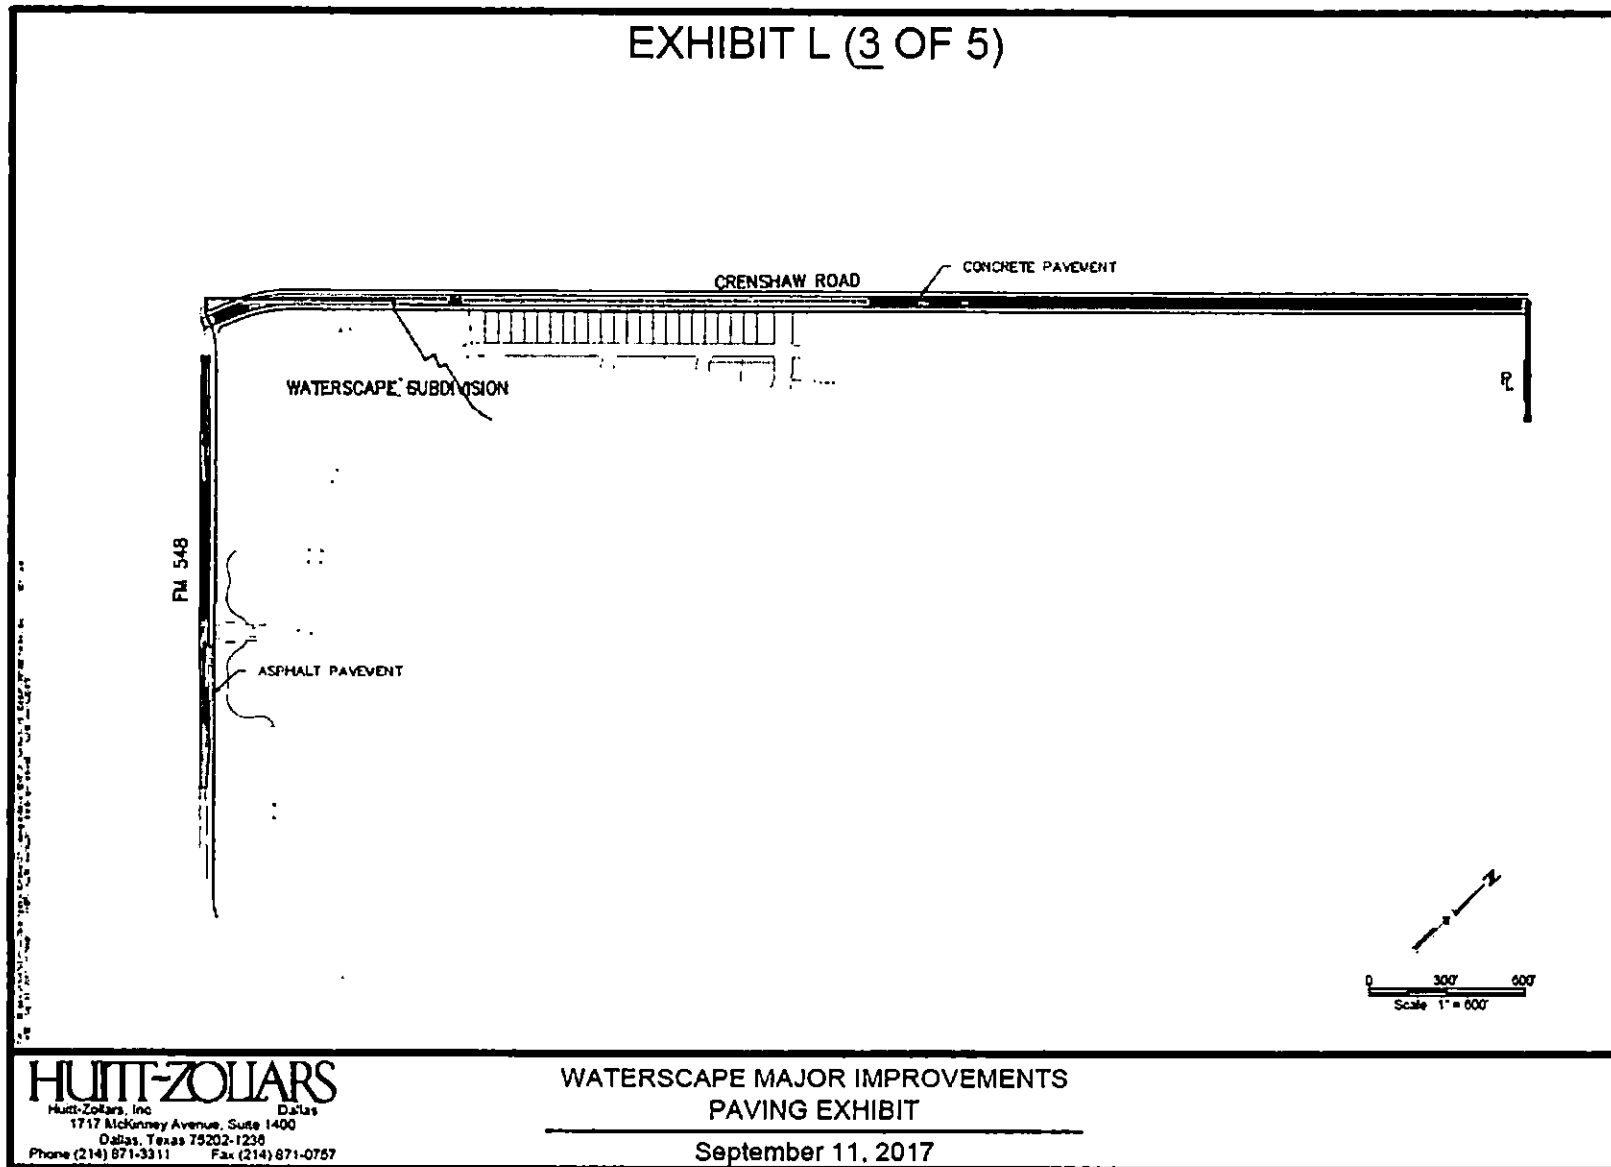 EXHIBIT L (3 OF 5)
CRENSHAW ROAD
CONCRETE PAVEMENT
WATERSCAPE SUBDIVISION
PL
FM 548
ASPHALT PAVEMENT
N
0 300' 600'
Scale 1" = 600'
HUITT-ZOLLARS
Huitt-Zollars, Inc Dallas
1717 McKinney Avenue, Suite 1400
Dallas, Texas 75202-1236
Phone (214) 871-3311 Fax (214) 871-0757
WATERSCAPE MAJOR IMPROVEMENTS
PAVING EXHIBIT
September 11, 2017